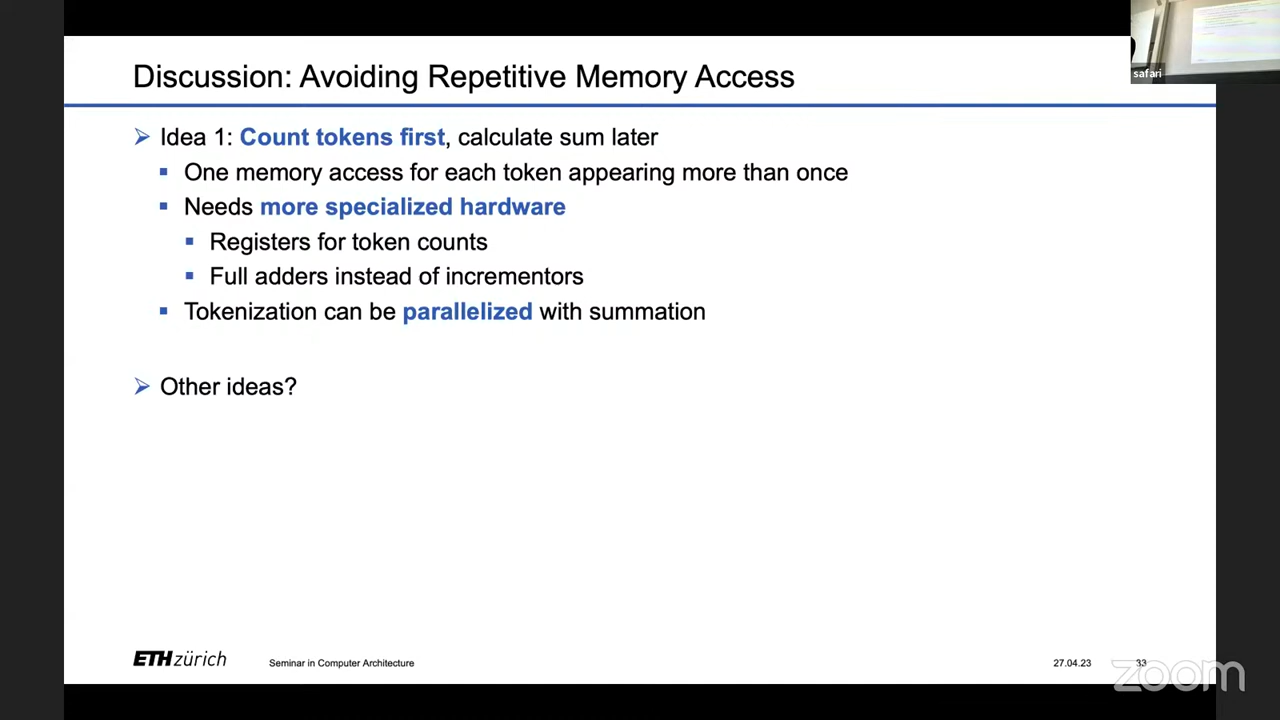 Discussion: Avoiding Repetitive Memory Access
safari
Idea 1: Count tokens first, calculate sum later
One memory access for each token appearing more than once
Needs more specialized hardware
Registers for token counts
Full adders instead of incrementors
Tokenization can be parallelized with summation
Other ideas?
ETH zürich
Seminar in Computer Architecture
27.04.23
33
zoom